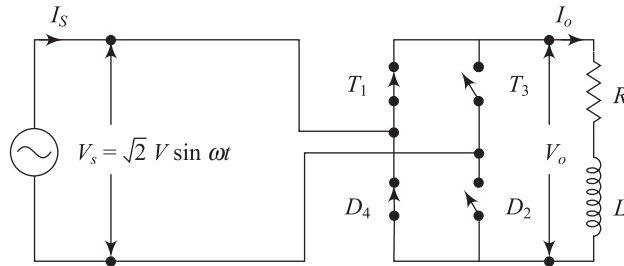 I_S
I_o
T_1
T_3
R
V_s = √2 V sin ωt
V_o
D_4
D_2
L